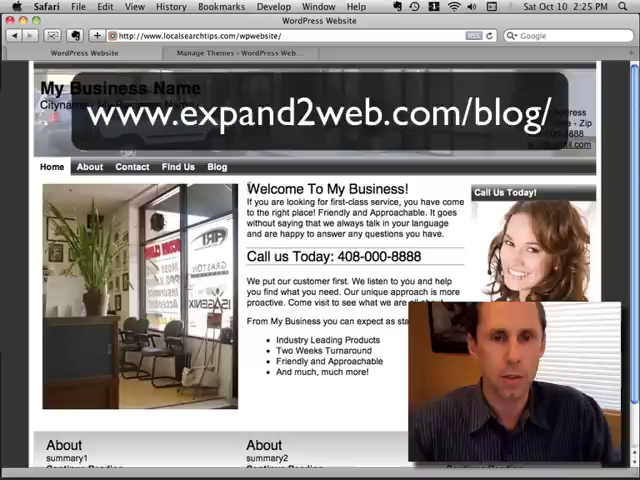 Safari File Edit View History Bookmarks Develop Window Help Sat Oct 10 2:25 PM
WordPress Website
http://www.localsearchtips.com/wpwebsite/ RSS Google
WordPress Website Manage Themes - WordPress Web...
My Business Name
www.expand2web.com/blog/
Home About Contact Find Us Blog
Welcome To My Business!
If you are looking for first-class service, you have come
to the right place! Friendly and Approachable. It goes
without saying that we always talk in your language
and are happy to answer any questions you have.
Call us Today: 408-000-8888
We put our customer first. We listen to you and help
you find what you need. Our unique approach is more
proactive. Come visit to see what we are all about.
From My Business you can expect as sta
Industry Leading Products
Two Weeks Turnaround
Friendly and Approachable
And much, much more!
Call Us Today!
About
summary1
Continue Reading
About
summary2
Continue Reading